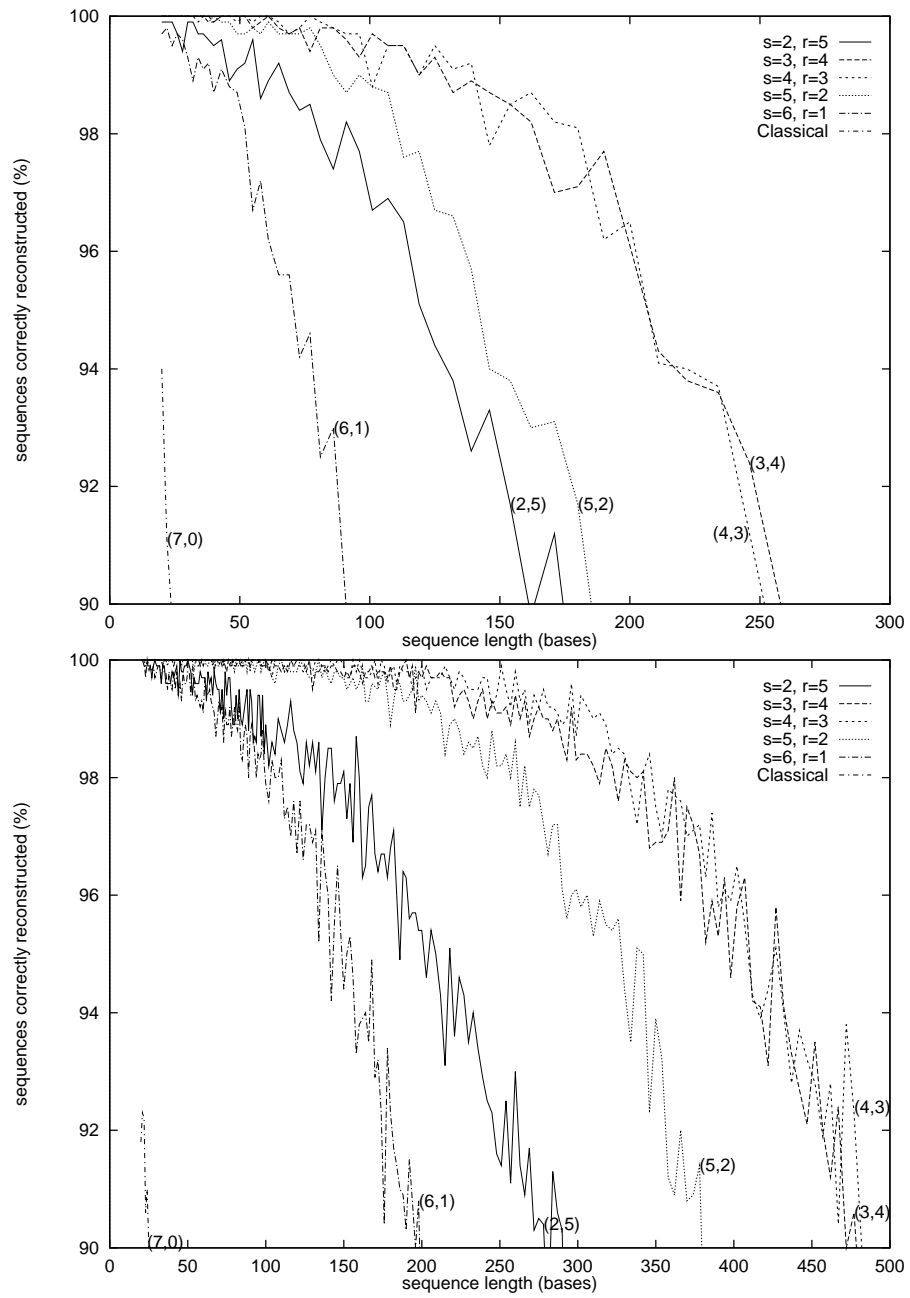 100
98
96
94
92
90
sequences correctly reconstructed (%)
s=2, r=5
s=3, r=4
s=4, r=3
s=5, r=2
s=6, r=1
Classical
(6,1)
(3,4)
(2,5)
(5,2)
(4,3)
(7,0)
0 50 100 150 200 250 300
sequence length (bases)
100
98
96
94
92
90
sequences correctly reconstructed (%)
s=2, r=5
s=3, r=4
s=4, r=3
s=5, r=2
s=6, r=1
Classical
(4,3)
(5,2)
(6,1)
(3,4)
(2,5)
(7,0)
0 50 100 150 200 250 300 350 400 450 500
sequence length (bases)